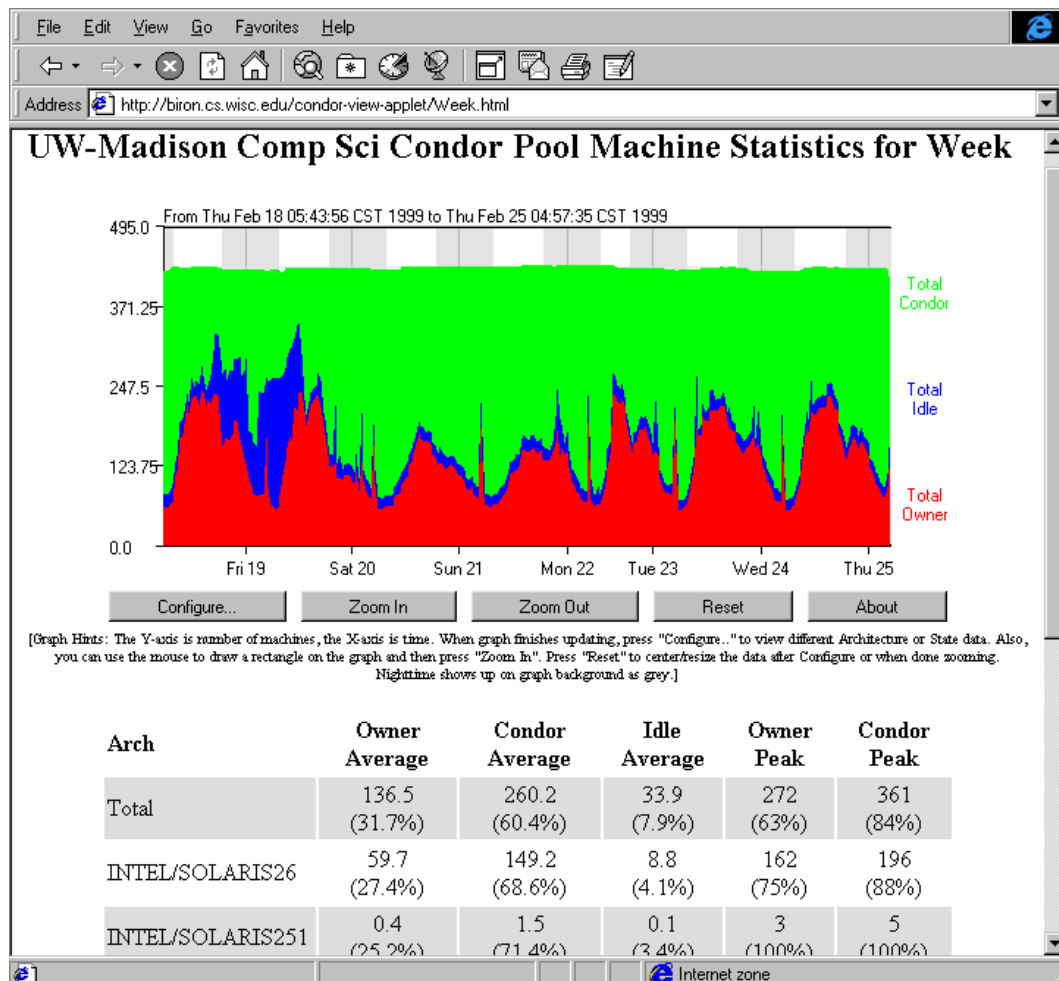 File Edit View Go Favorites Help
Address http://biron.cs.wisc.edu/condor-view-applet/Week.html
UW-Madison Comp Sci Condor Pool Machine Statistics for Week
From Thu Feb 18 05:43:56 CST 1999 to Thu Feb 25 04:57:35 CST 1999
495.0
371.25
247.5
123.75
0.0
Total
Condor
Total
Idle
Total
Owner
Fri 19 Sat 20 Sun 21 Mon 22 Tue 23 Wed 24 Thu 25
Configure... Zoom In Zoom Out Reset About
[Graph Hints: The Y-axis is number of machines, the X-axis is time. When graph finishes updating, press "Configure.." to view different Architecture or State data. Also,
you can use the mouse to draw a rectangle on the graph and then press "Zoom In". Press "Reset" to center/resize the data after Configure or when done zooming.
Nighttime shows up on graph background as grey.]
Arch Owner Average Condor Average Idle Average Owner Peak Condor Peak
Total 136.5 260.2 33.9 272 361
(31.7%) (60.4%) (7.9%) (63%) (84%)
INTEL/SOLARIS26 59.7 149.2 8.8 162 196
(27.4%) (68.6%) (4.1%) (75%) (88%)
INTEL/SOLARIS251 0.4 1.5 0.1 3 5
(25.2%) (71.4%) (3.4%) (100%) (100%)
Internet zone